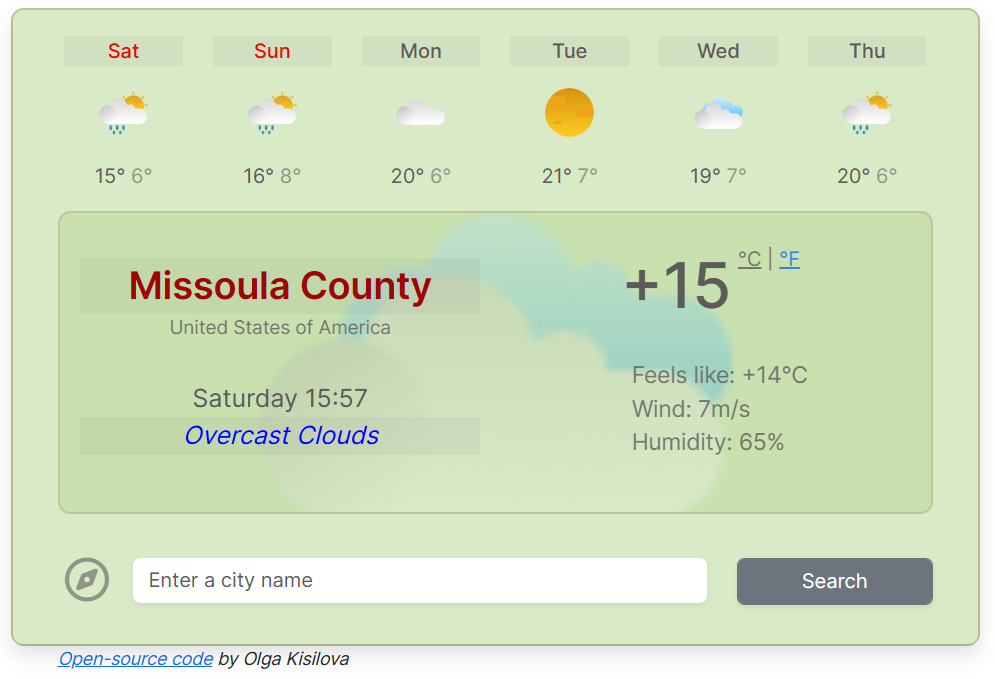 Sat Sun Mon Tue Wed Thu
15° 6° 16° 8° 20° 6° 21° 7° 19° 7° 20° 6°
Missoula County
United States of America
Saturday 15:57
Overcast Clouds
+15 °C | °F
Feels like: +14°C
Wind: 7m/s
Humidity: 65%
Enter a city name
Search
Open-source code by Olga Kisilova